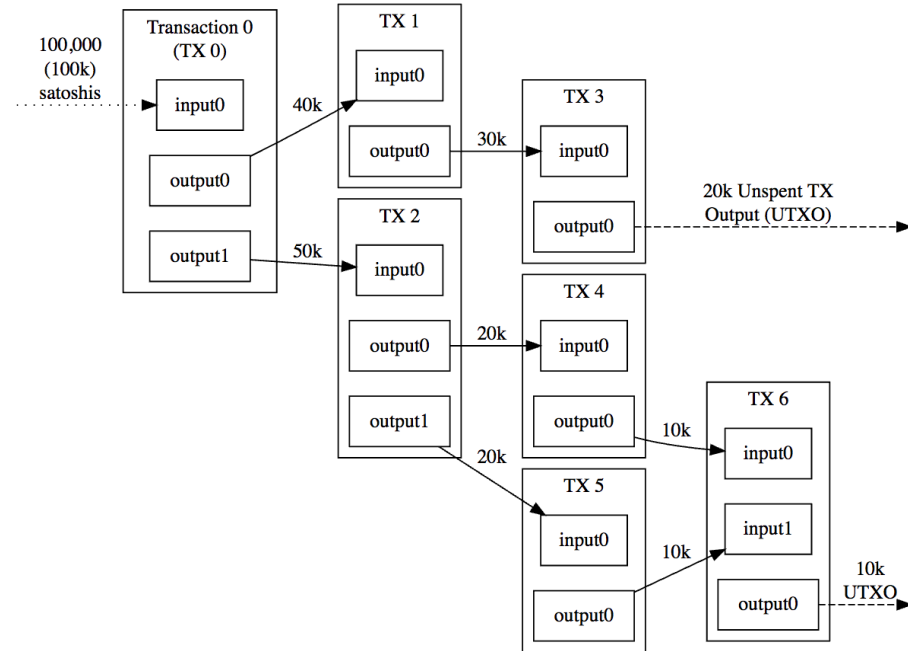 100,000
(100k)
satoshis
Transaction 0
(TX 0)
input0
output0
output1
40k
50k
TX 1
input0
output0
30k
TX 2
input0
output0
output1
20k
20k
TX 3
input0
output0
20k Unspent TX
Output (UTXO)
TX 4
input0
output0
10k
TX 5
input0
output0
10k
TX 6
input0
input1
output0
10k
UTXO